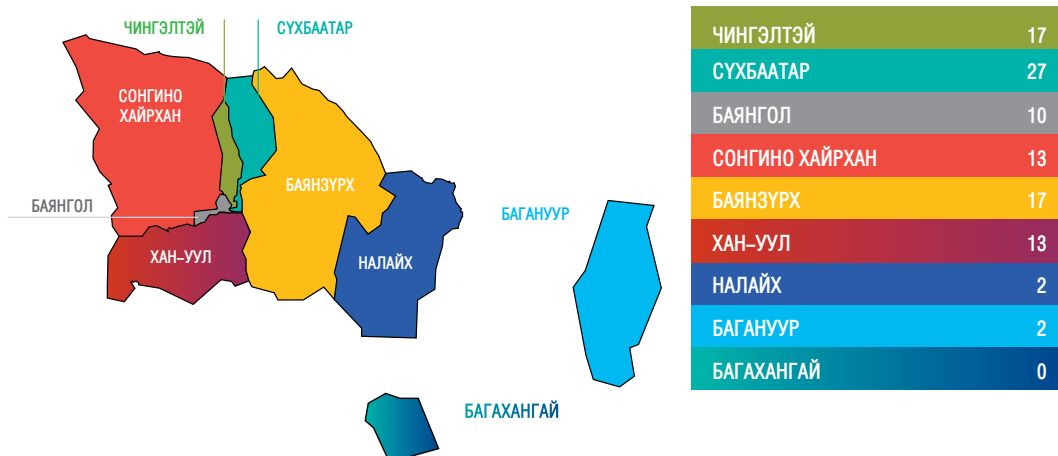 ЧИНГЭЛТЭЙ
СҮХБААТАР
СОНГИНО
ХАЙРХАН
БАЯНЗҮРХ
БАЯНГОЛ
БАГАНУУР
ХАН–УУЛ
НАЛАЙХ
БАГАХАНГАЙ
ЧИНГЭЛТЭЙ 17
СҮХБААТАР 27
БАЯНГОЛ 10
СОНГИНО ХАЙРХАН 13
БАЯНЗҮРХ 17
ХАН–УУЛ 13
НАЛАЙХ 2
БАГАНУУР 2
БАГАХАНГАЙ 0